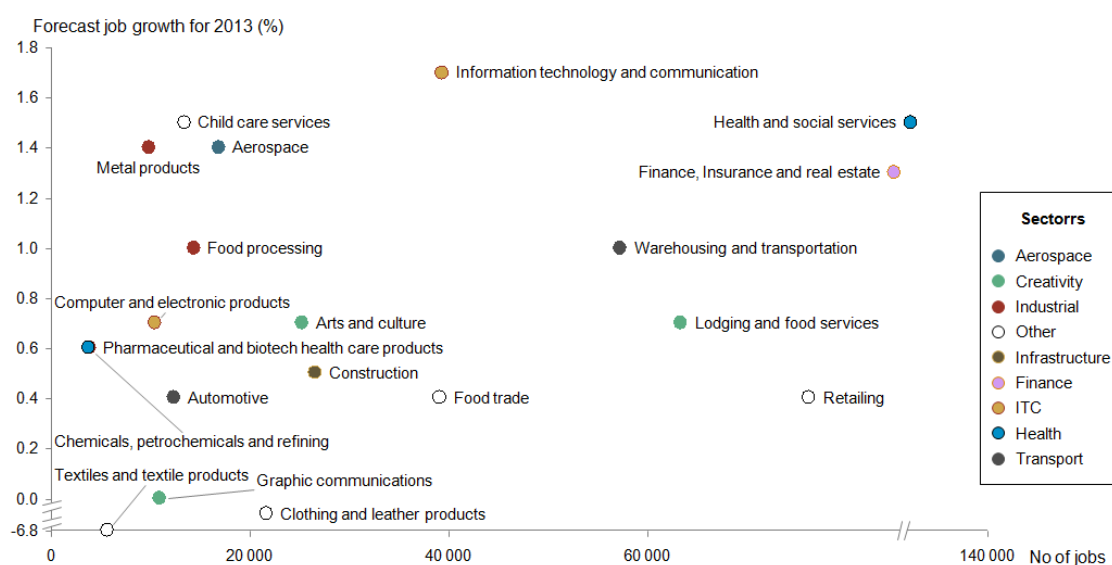 Forecast job growth for 2013 (%)
1.8
Information technology and communication
1.6
Child care services
Health and social services
1.4
Aerospace
Metal products
Finance, Insurance and real estate
1.2
Sectorrs
1.0
Food processing
Warehousing and transportation
Aerospace
Creativity
0.8
Computer and electronic products
Industrial
Arts and culture
Lodging and food services
Other
0.6
Pharmaceutical and biotech health care products
Infrastructure
Construction
Finance
0.4
Automotive
Food trade
Retailing
ITC
Health
Chemicals, petrochemicals and refining
0.2
Transport
Textiles and textile products
Graphic communications
0.0
Clothing and leather products
-6.8
0
20 000
40 000
60 000
140 000
No of jobs